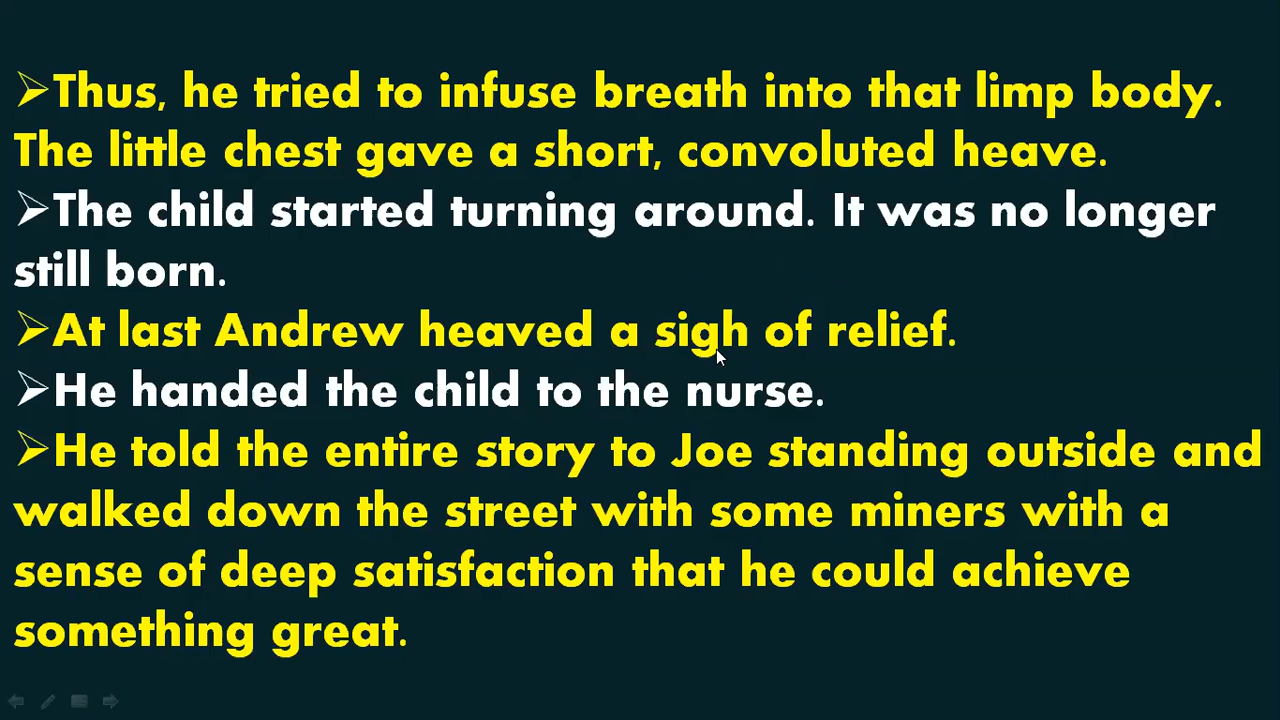 ➢Thus, he tried to infuse breath into that limp body.
The little chest gave a short, convoluted heave.
➢The child started turning around. It was no longer
still born.
➢At last Andrew heaved a sigh of relief.
➢He handed the child to the nurse.
➢He told the entire story to Joe standing outside and
walked down the street with some miners with a
sense of deep satisfaction that he could achieve
something great.